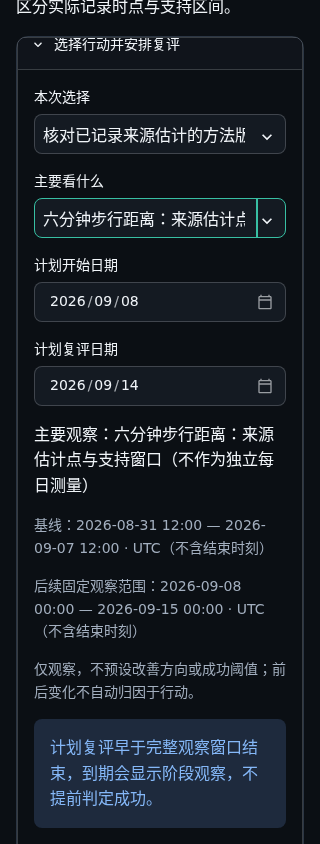 区分实际记录时点与支持区间。
选择行动并安排复评
本次选择
核对已记录来源估计的方法版
主要看什么
六分钟步行距离：来源估计点
计划开始日期
2026/09/08
计划复评日期
2026/09/14
主要观察：六分钟步行距离：来源
估计点与支持窗口（不作为独立每
日测量）
基线：2026-08-31 12:00 — 2026-
09-07 12:00 · UTC（不含结束时刻）
后续固定观察范围：2026-09-08
00:00 — 2026-09-15 00:00 · UTC
（不含结束时刻）
仅观察，不预设改善方向或成功阈值；前
后变化不自动归因于行动。
计划复评早于完整观察窗口结
束，到期会显示阶段观察，不
提前判定成功。